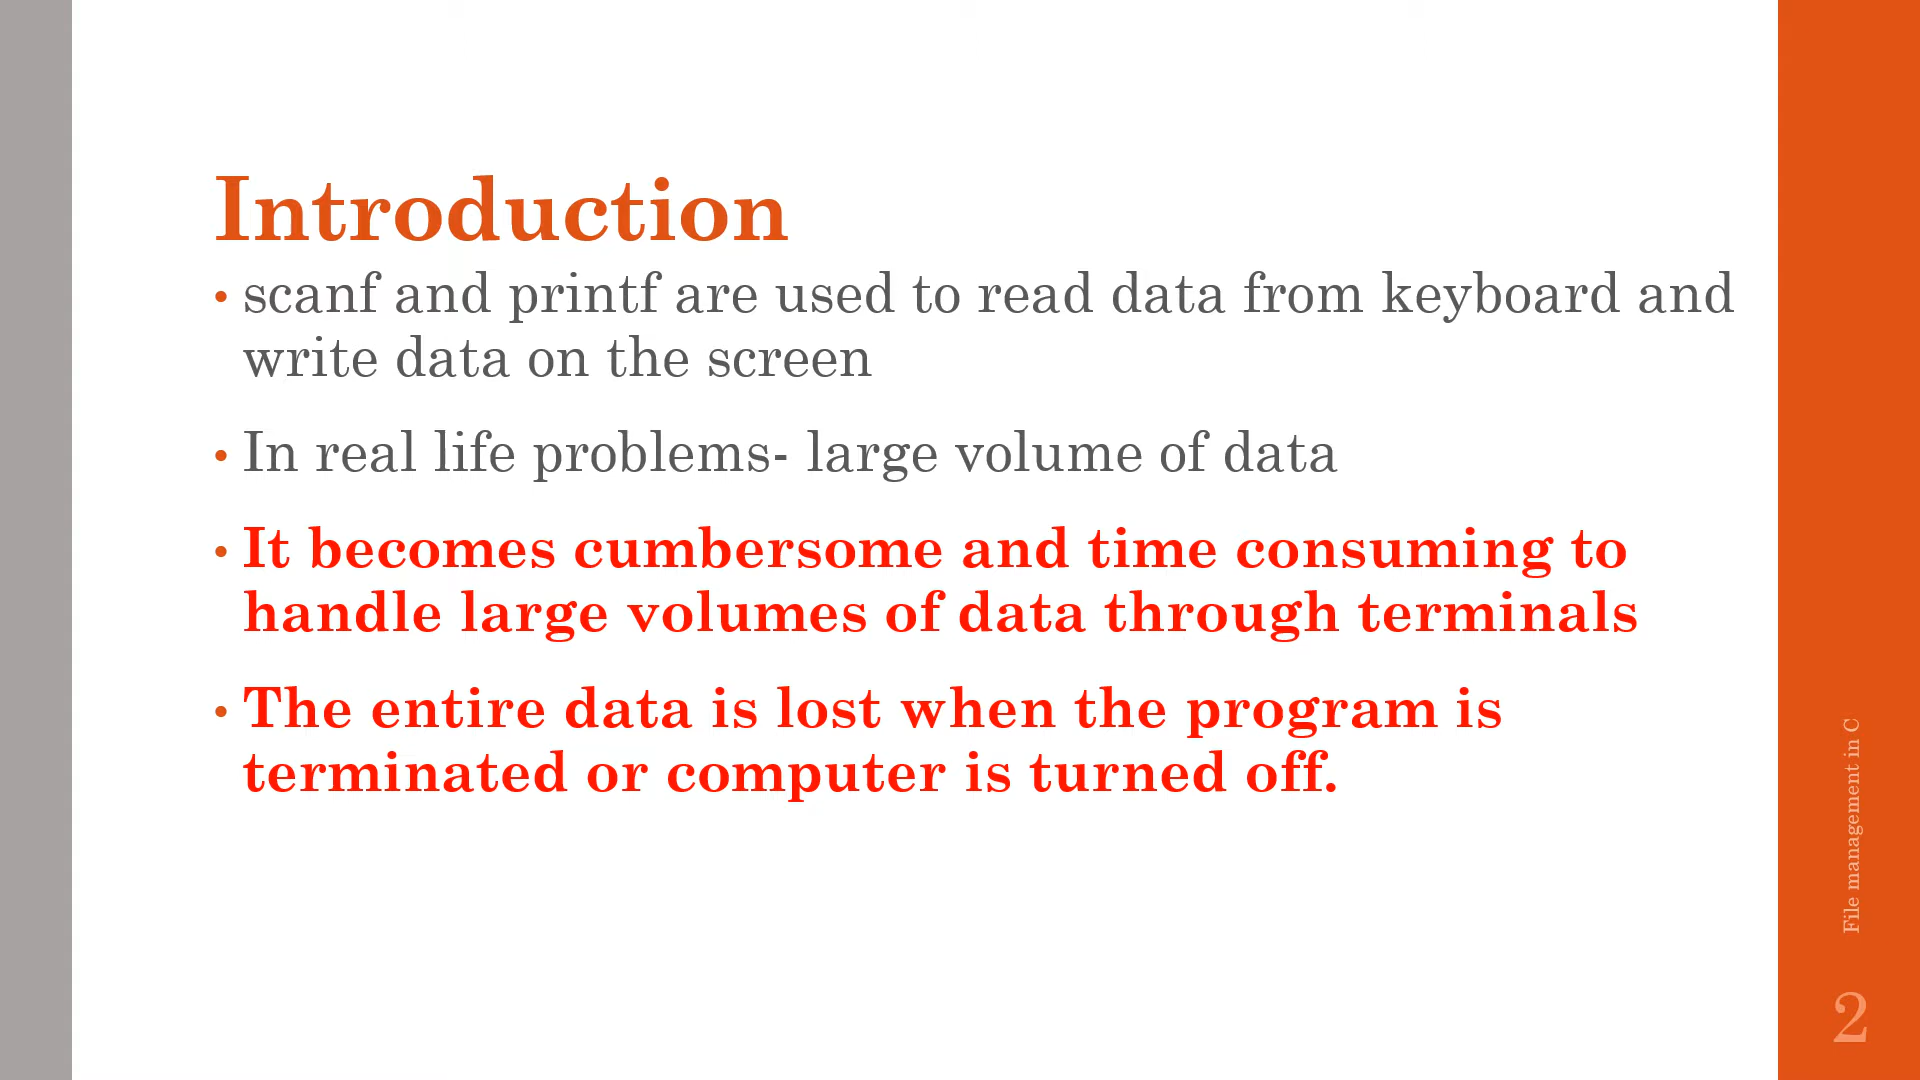 Introduction
• scanf and printf are used to read data from keyboard and
write data on the screen
• In real life problems- large volume of data
• It becomes cumbersome and time consuming to
handle large volumes of data through terminals
• The entire data is lost when the program is
terminated or computer is turned off.
File management in C
2